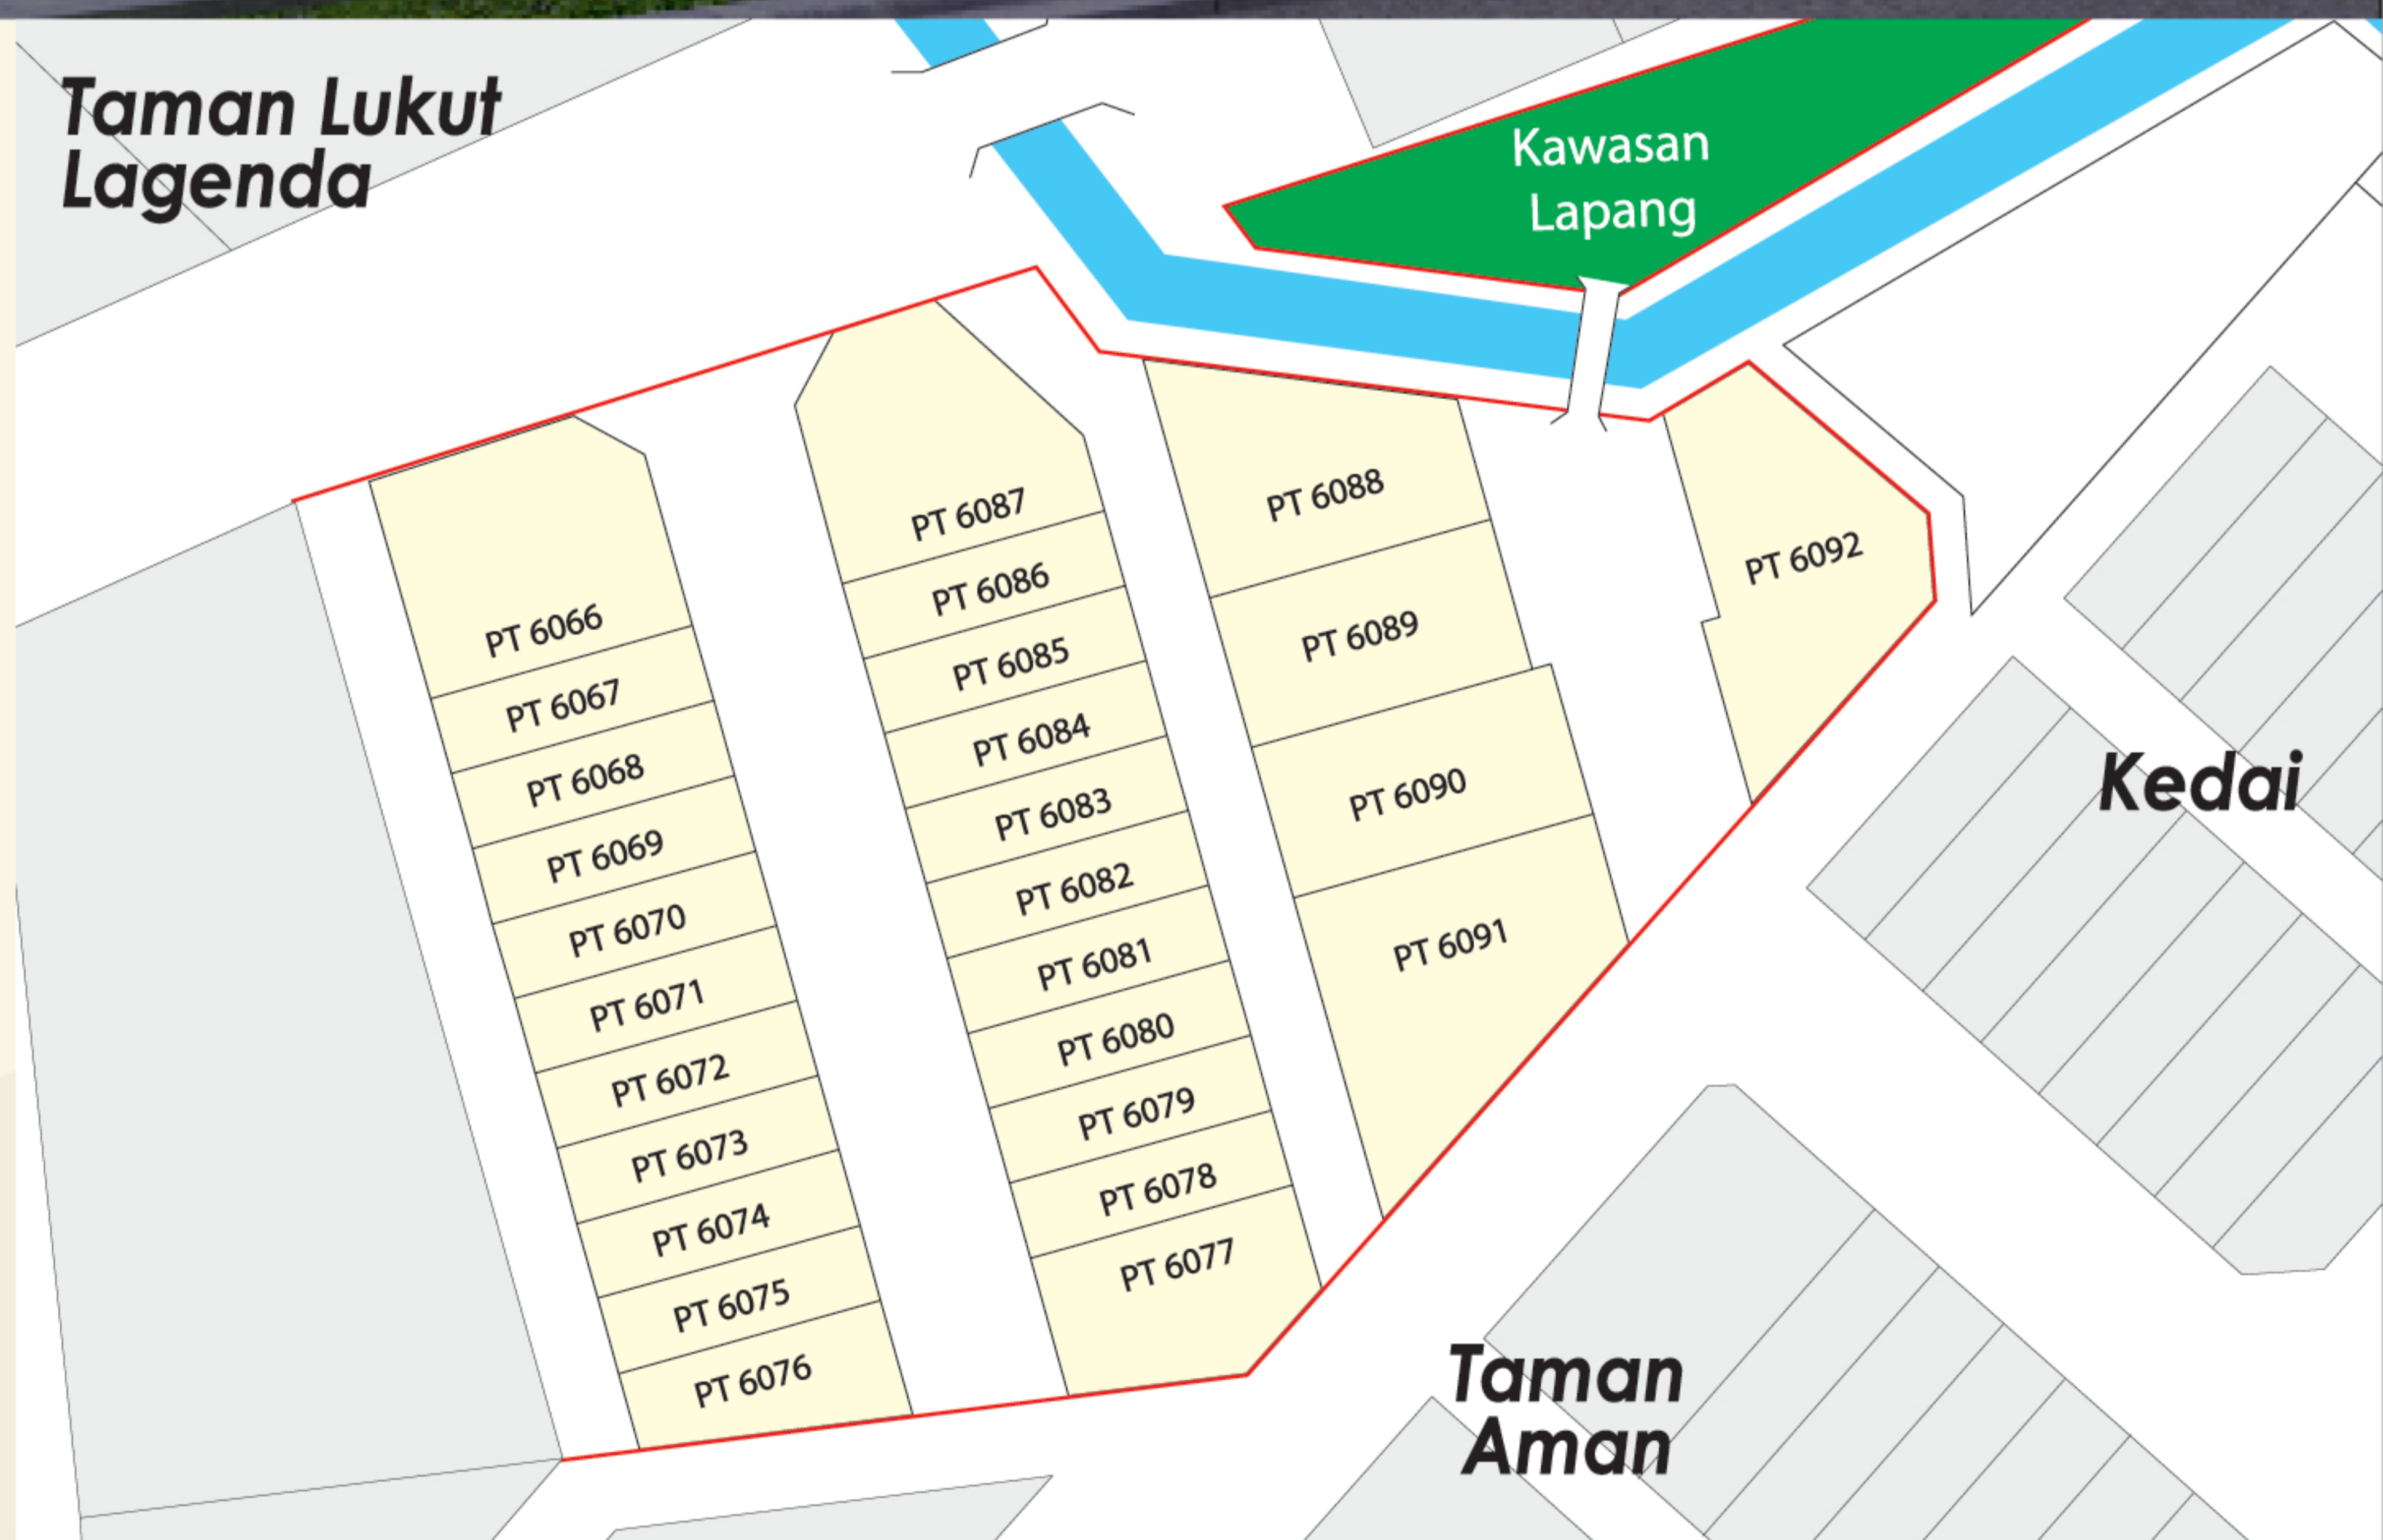 Taman Lukut
Lagenda
Kawasan
Lapang
PT 6066
PT 6067
PT 6068
PT 6069
PT 6070
PT 6071
PT 6072
PT 6073
PT 6074
PT 6075
PT 6076
PT 6087
PT 6086
PT 6085
PT 6084
PT 6083
PT 6082
PT 6081
PT 6080
PT 6079
PT 6078
PT 6077
PT 6088
PT 6089
PT 6090
PT 6091
PT 6092
Kedai
Taman
Aman